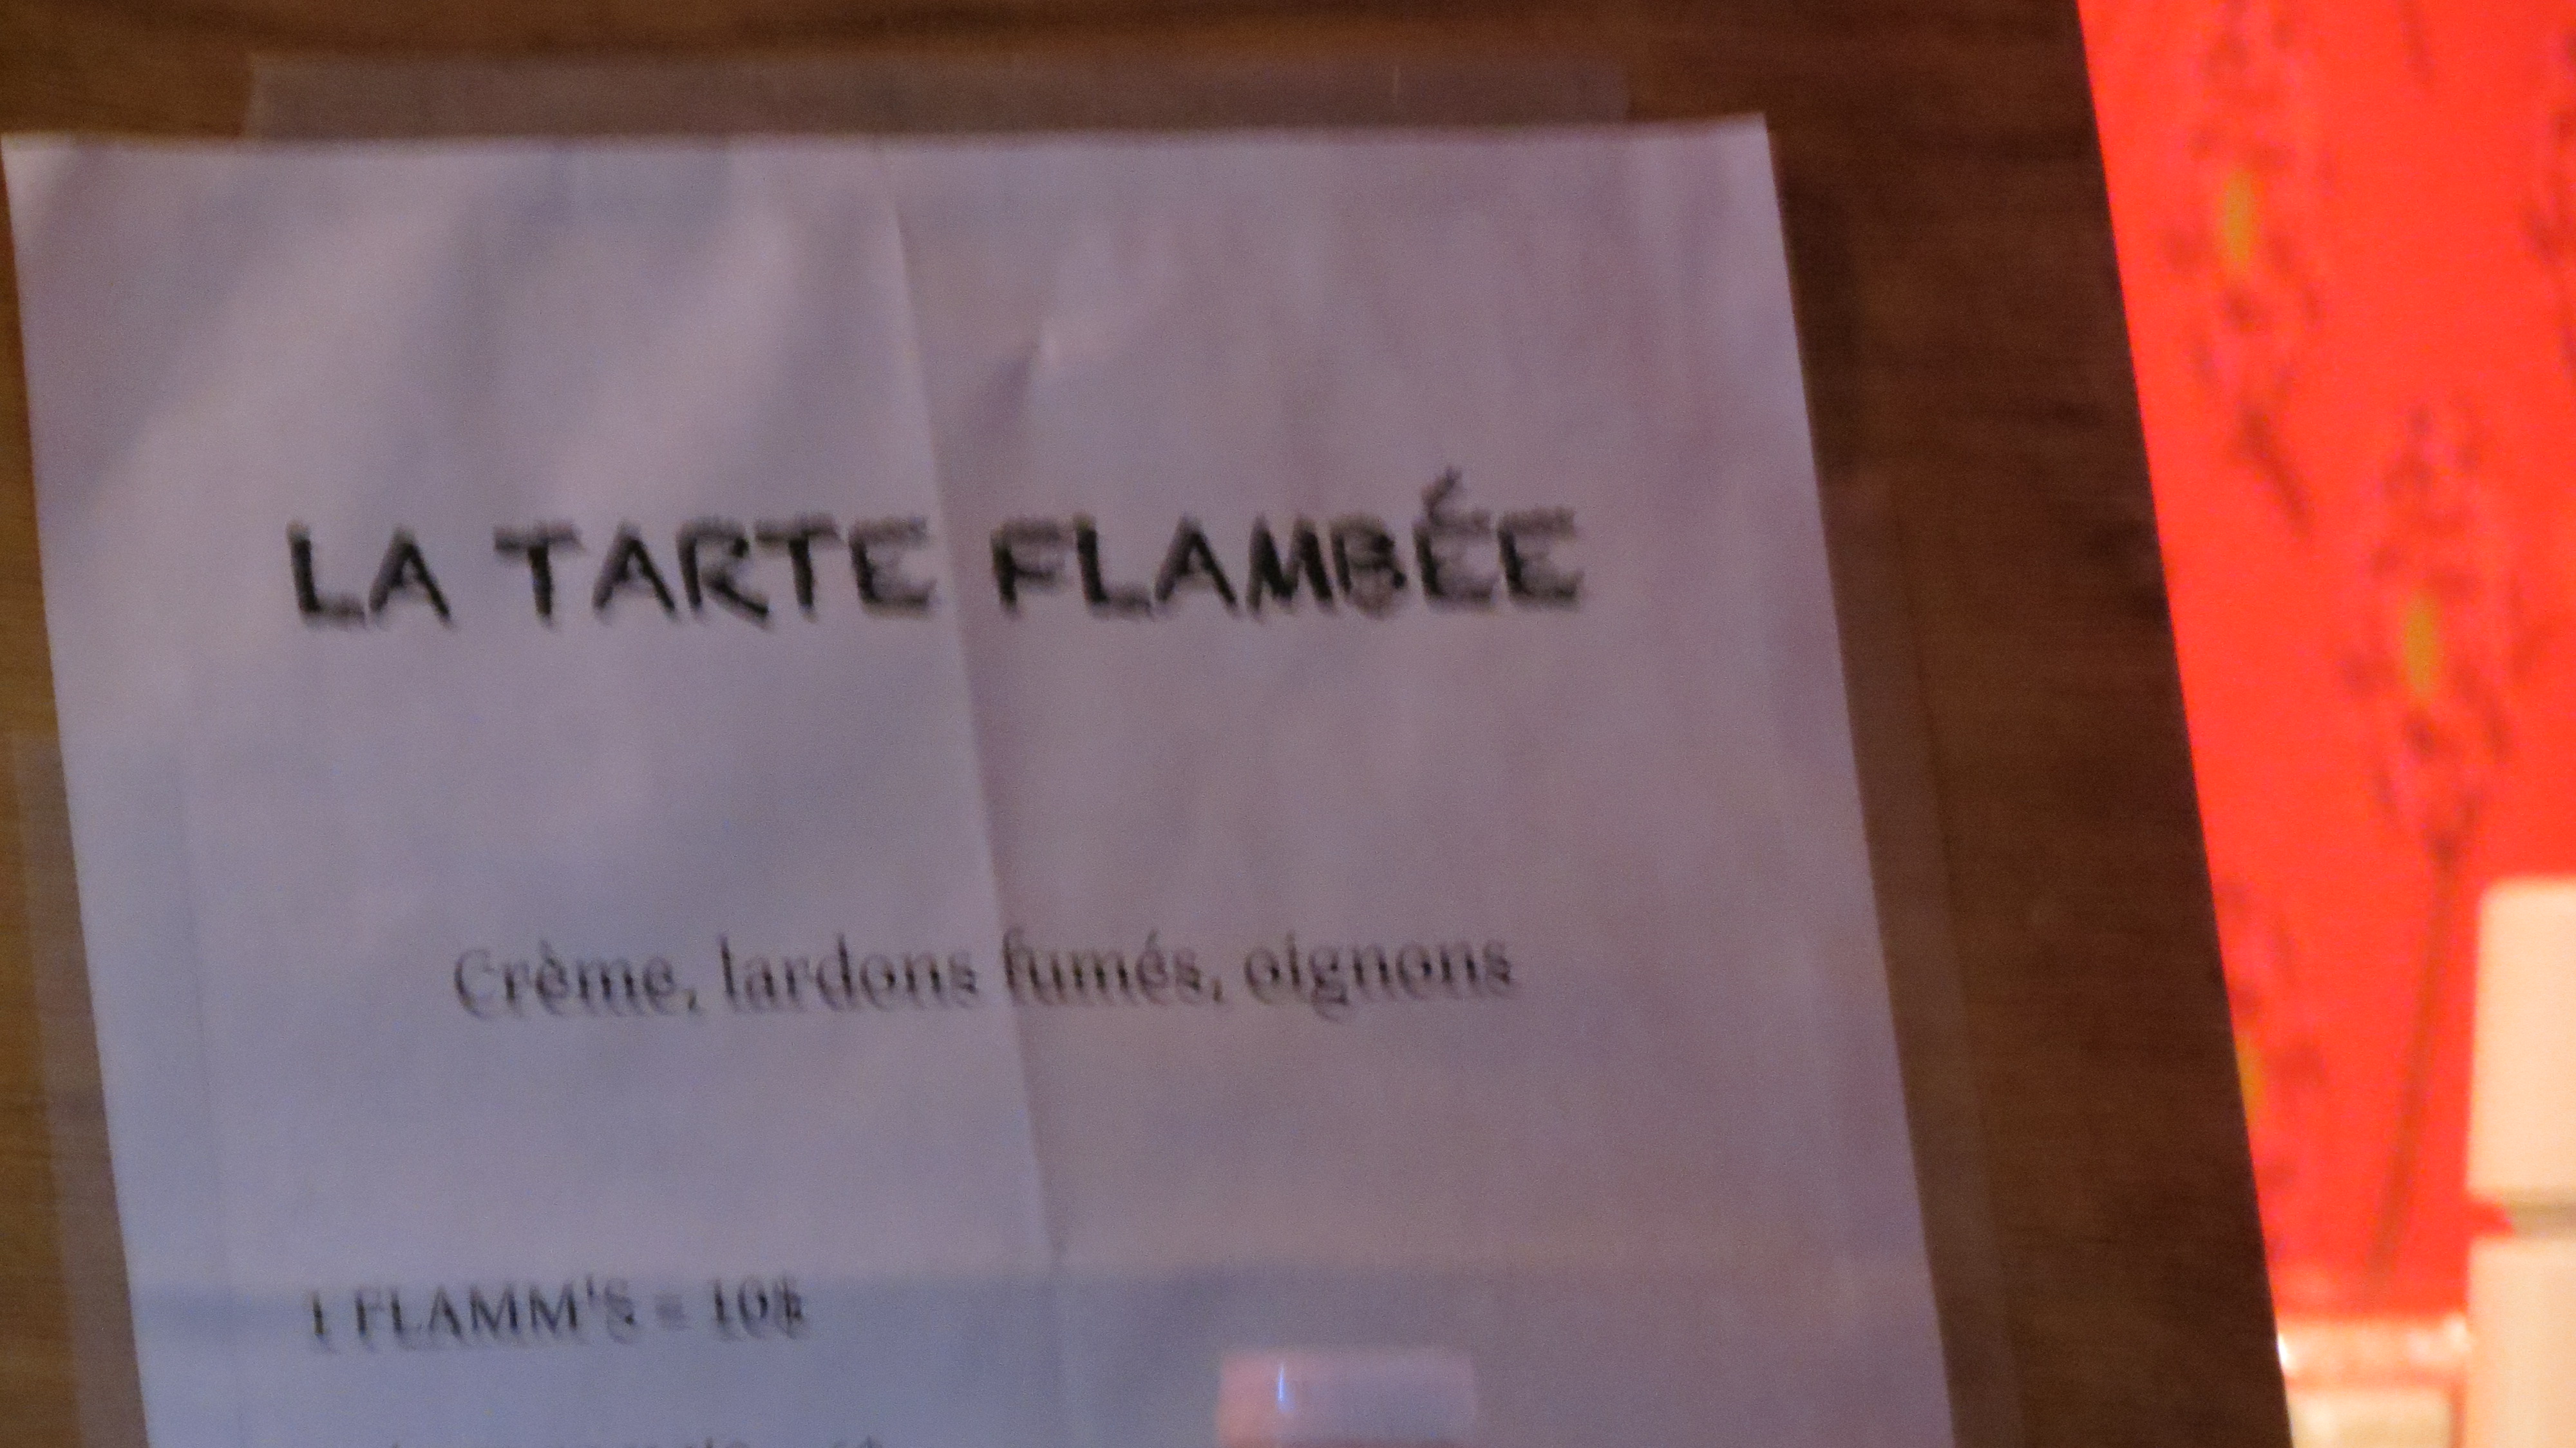 LA TARTE FLAMBÉE
Crème, lardons fumés, oignons
1 FLAMM'S = 10$